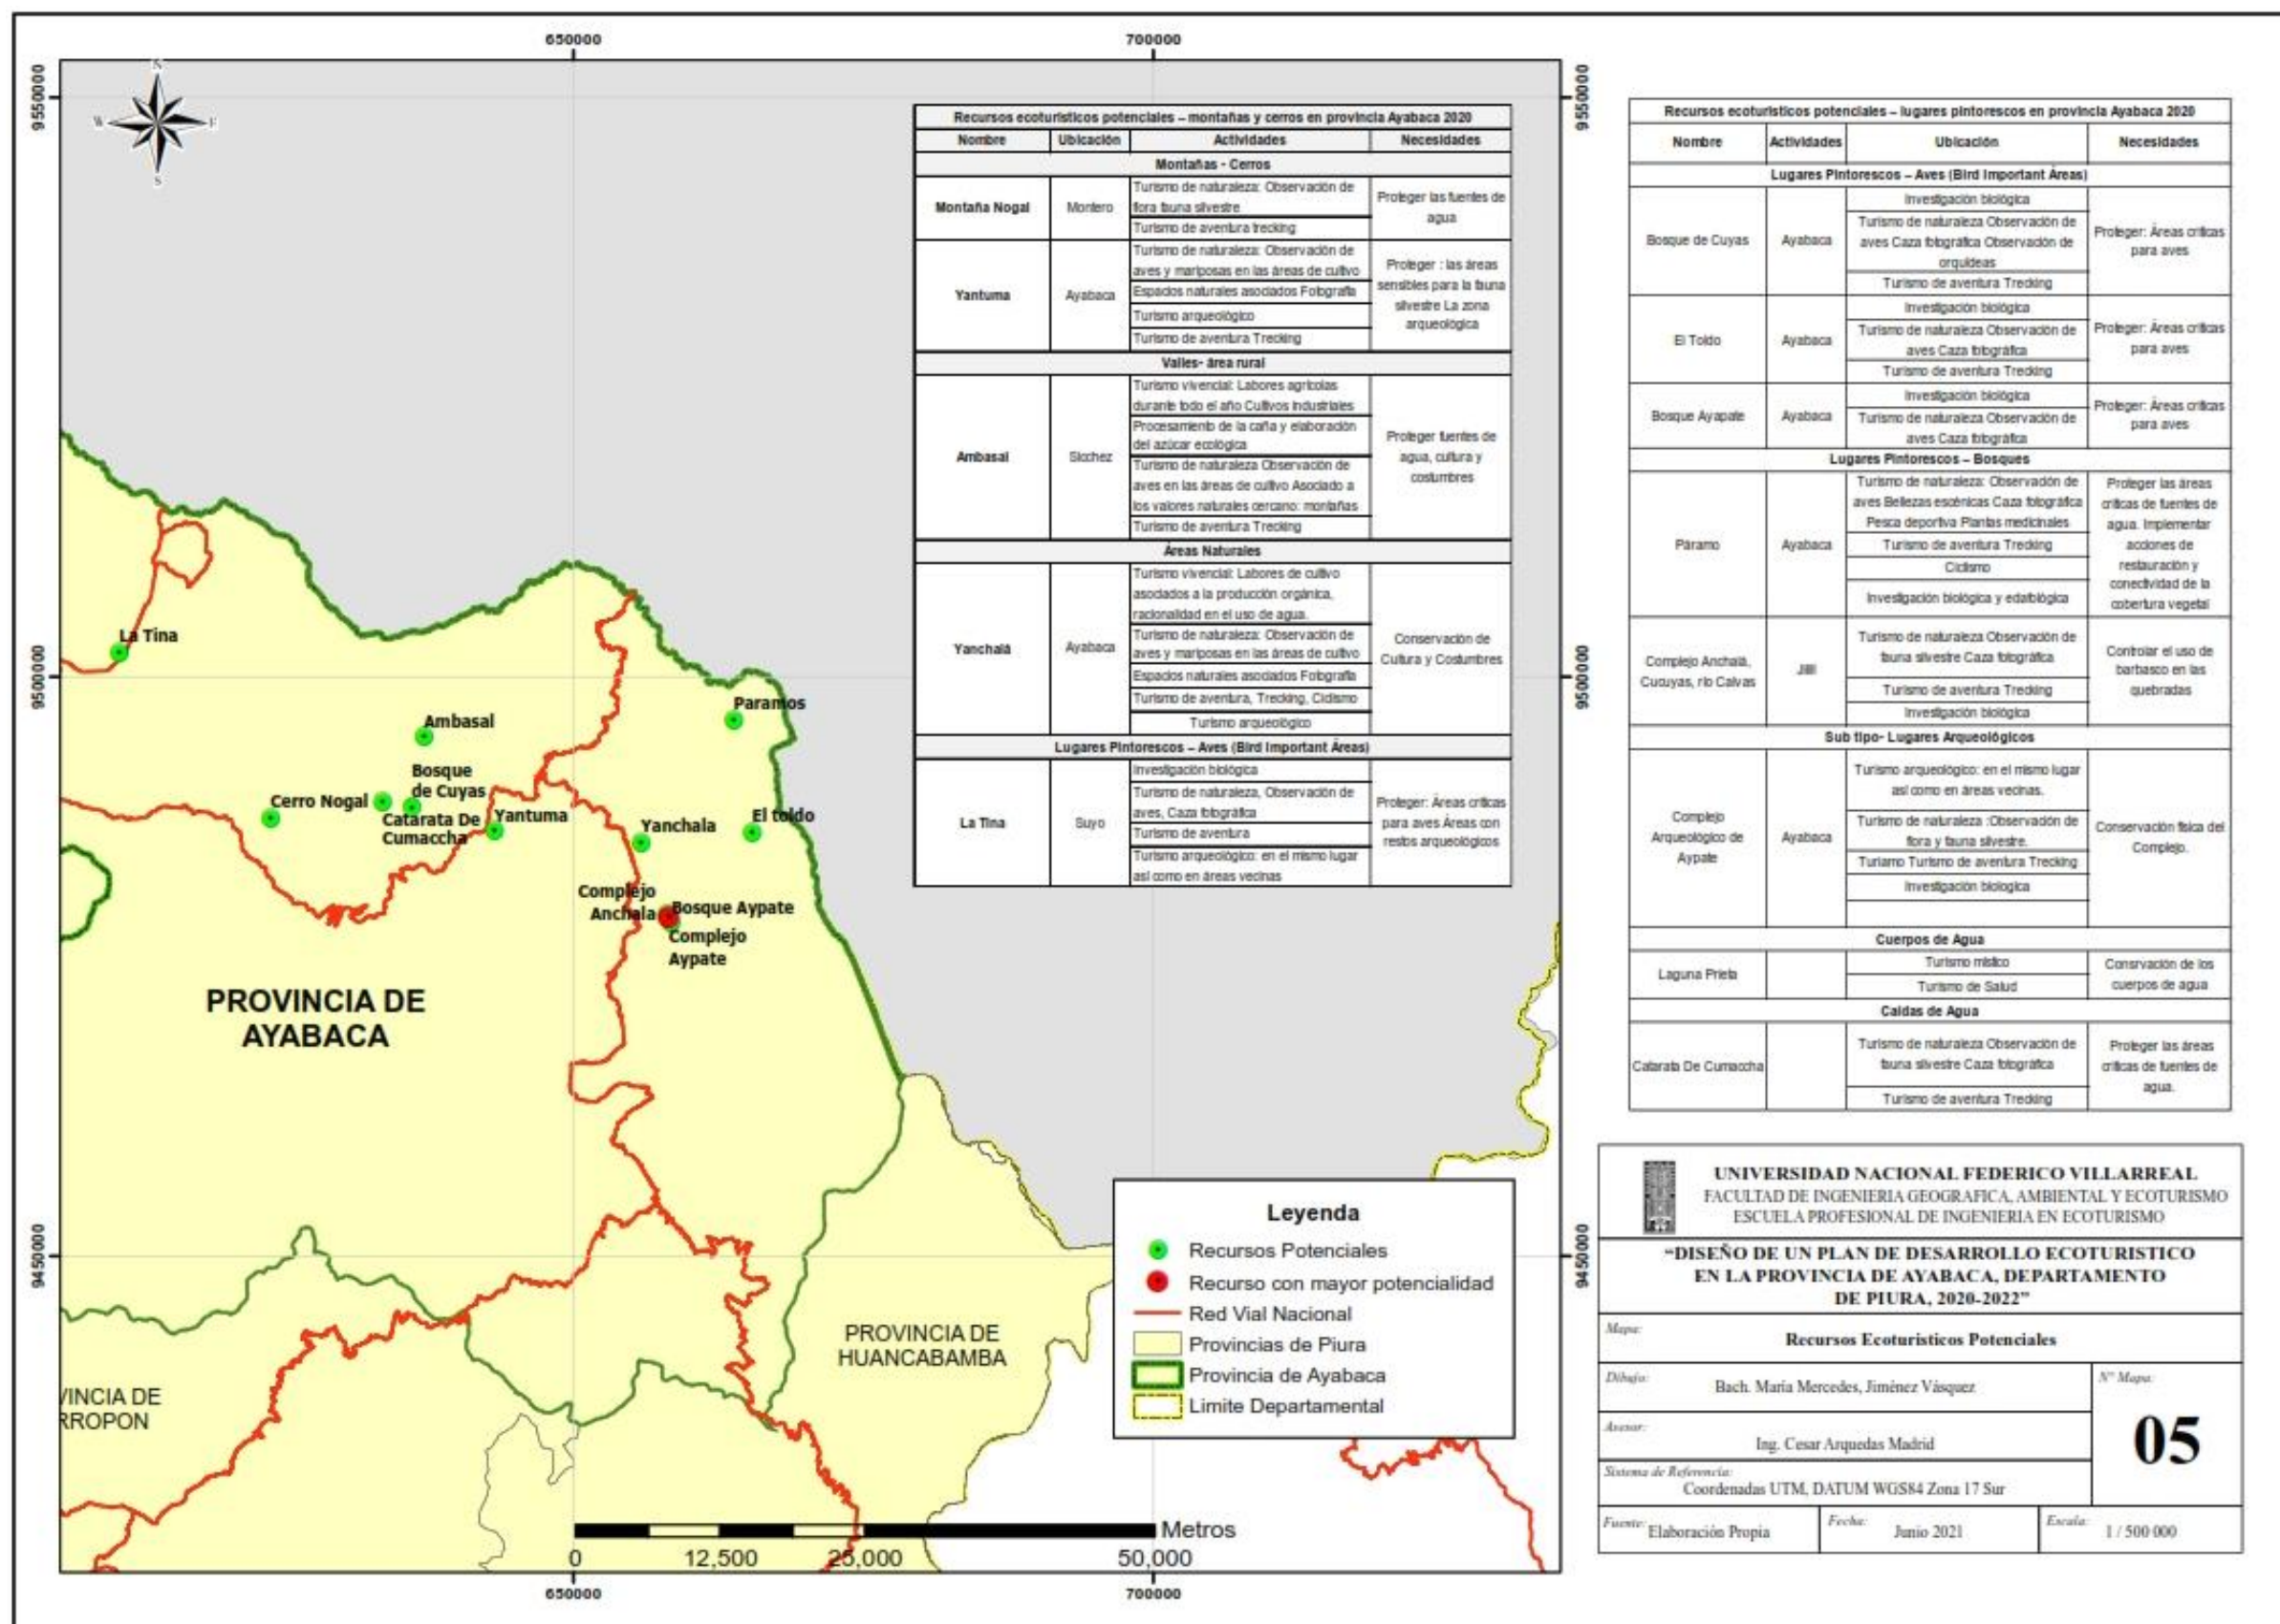 650000
700000
9550000
9550000
9500000
9500000
9450000
9450000
N
W
E
S
La Tina
Ambasal
Paramos
Bosque
de Cuyas
Cerro Nogal
Catarata De
Cumaccha
Yantuma
Yanchala
El toldo
Complejo
Anchala
Bosque Aypate
Complejo
Aypate
PROVINCIA DE
AYABACA
PROVINCIA DE
HUANCABAMBA
VINCIA DE
RROPON
Recursos ecoturisticos potenciales – montañas y cerros en provincia Ayabaca 2020
Nombre Ubicación Actividades Necesidades
Montañas - Cerros
Montaña Nogal
Montero
Turismo de naturaleza: Observación de
flora fauna silvestre
Turismo de aventura trecking
Proteger las fuentes de
agua
Yantuma
Ayabaca
Turismo de naturaleza: Observación de
aves y mariposas en las áreas de cultivo
Espacios naturales asociados Fotografía
Turismo arqueológico
Turismo de aventura Trecking
Proteger : las áreas
sensibles para la fauna
silvestre La zona
arqueológica
Valles- área rural
Ambasal
Sicchez
Turismo vivencial: Labores agrícolas
durante todo el año Cultivos industriales
Procesamiento de la caña y elaboración
del azúcar ecológica
Turismo de naturaleza Observación de
aves en las áreas de cultivo Asociado a
los valores naturales cercano: montañas
Turismo de aventura Trecking
Proteger fuentes de
agua, cultura y
costumbres
Áreas Naturales
Yanchalá
Ayabaca
Turismo vivencial: Labores de cultivo
asociados a la producción orgánica,
racionalidad en el uso de agua.
Turismo de naturaleza: Observación de
aves y mariposas en las áreas de cultivo
Espacios naturales asociados Fotografía
Turismo de aventura, Trecking, Ciclismo
Turismo arqueológico
Conservación de
Cultura y Costumbres
Lugares Pintorescos – Aves (Bird Important Áreas)
La Tina
Suyo
Investigación biológica
Turismo de naturaleza, Observación de
aves, Caza fotográfica
Turismo de aventura
Turismo arqueológico: en el mismo lugar
así como en áreas vecinas
Proteger: Áreas críticas
para aves Áreas con
restos arqueológicos
Leyenda
Recursos Potenciales
Recurso con mayor potencialidad
Red Vial Nacional
Provincias de Piura
Provincia de Ayabaca
Limite Departamental
Metros
0 12,500 25,000 50,000
650000
700000
Recursos ecoturisticos potenciales – lugares pintorescos en provincia Ayabaca 2020
Nombre Actividades Ubicación Necesidades
Lugares Pintorescos – Aves (Bird Important Áreas)
Bosque de Cuyas
Ayabaca
Investigación biológica
Turismo de naturaleza Observación de
aves Caza fotográfica Observación de
orquídeas
Turismo de aventura Trecking
Proteger: Áreas críticas
para aves
El Toldo
Ayabaca
Investigación biológica
Turismo de naturaleza Observación de
aves Caza fotográfica
Turismo de aventura Trecking
Proteger: Áreas críticas
para aves
Bosque Ayapate
Ayabaca
Investigación biológica
Turismo de naturaleza Observación de
aves Caza fotográfica
Proteger: Áreas críticas
para aves
Lugares Pintorescos – Bosques
Páramo
Ayabaca
Turismo de naturaleza: Observación de
aves Bellezas escénicas Caza fotográfica
Pesca deportiva Plantas medicinales
Turismo de aventura Trecking
Ciclismo
Investigación biológica y edafológica
Proteger las áreas
críticas de fuentes de
agua. Implementar
acciones de
restauración y
conectividad de la
cobertura vegetal
Complejo Anchalá,
Cucuyas, río Calvas
Jililí
Turismo de naturaleza Observación de
fauna silvestre Caza fotográfica
Turismo de aventura Trecking
Investigación biológica
Controlar el uso de
barbasco en las
quebradas
Sub tipo- Lugares Arqueológicos
Complejo
Arqueológico de
Aypate
Ayabaca
Turismo arqueológico: en el mismo lugar
así como en áreas vecinas.
Turismo de naturaleza :Observación de
flora y fauna silvestre.
Turiamo Turismo de aventura Trecking
Investigación biologica
Conservación física del
Complejo.
Cuerpos de Agua
Laguna Prieta
Turismo místico
Turismo de Salud
Consrvación de los
cuerpos de agua
Caídas de Agua
Catarata De Cumaccha
Turismo de naturaleza Observación de
fauna silvestre Caza fotográfica
Turismo de aventura Trecking
Proteger las áreas
críticas de fuentes de
agua.
UNIVERSIDAD NACIONAL FEDERICO VILLARREAL
FACULTAD DE INGENIERIA GEOGRAFICA, AMBIENTAL Y ECOTURISMO
ESCUELA PROFESIONAL DE INGENIERIA EN ECOTURISMO
“DISEÑO DE UN PLAN DE DESARROLLO ECOTURISTICO
EN LA PROVINCIA DE AYABACA, DEPARTAMENTO
DE PIURA, 2020-2022”
Mapa:
Recursos Ecoturisticos Potenciales
Dibujo:
Bach. María Mercedes, Jiménez Vásquez
N° Mapa:
05
Asesor:
Ing. Cesar Arquedas Madrid
Sistema de Referencia:
Coordenadas UTM, DATUM WGS84 Zona 17 Sur
Fuente: Elaboración Propia
Fecha: Junio 2021
Escala: 1 / 500 000